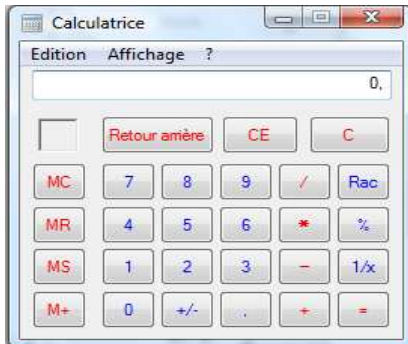 Calculatrice
Edition Affichage ?
0,
Retour arrière CE C
MC 7 8 9 / Rac
MR 4 5 6 * %
MS 1 2 3 - 1/x
M+ 0 +/- , + =